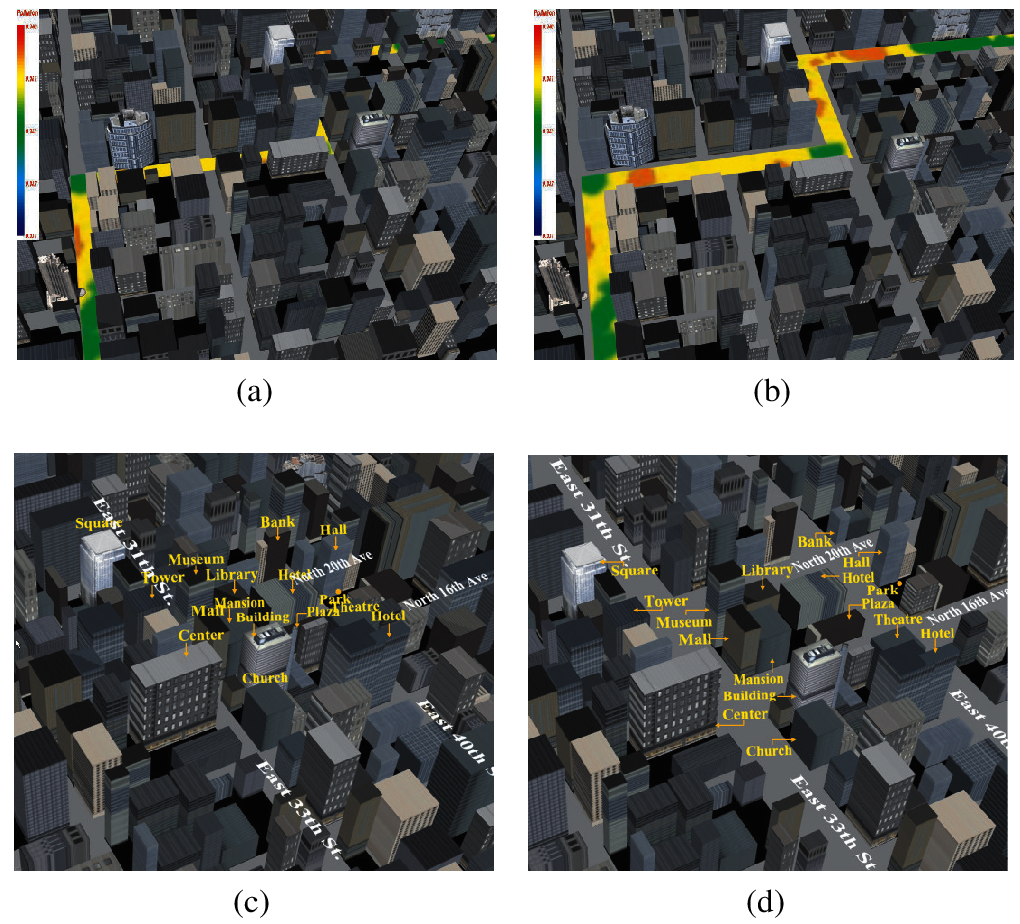 Pollution
Pollution
(a)
(b)
East 31th St.
Square
Bank
Hall
Museum
Tower
Library
Hotel
North 20th Ave
North 16th Ave
Mall
Mansion
Building
Park
Plaza
Theatre
Hotel
Center
Church
East 40th S
East 33th St.
East 31th St.
Bank
North 20th Ave
Square
Library
Hall
Hotel
Tower
Park
Museum
Plaza
North 16th Ave
Mall
Theatre
Hotel
Mansion
Building
Center
Church
East 40th
East 33th St.
(c)
(d)